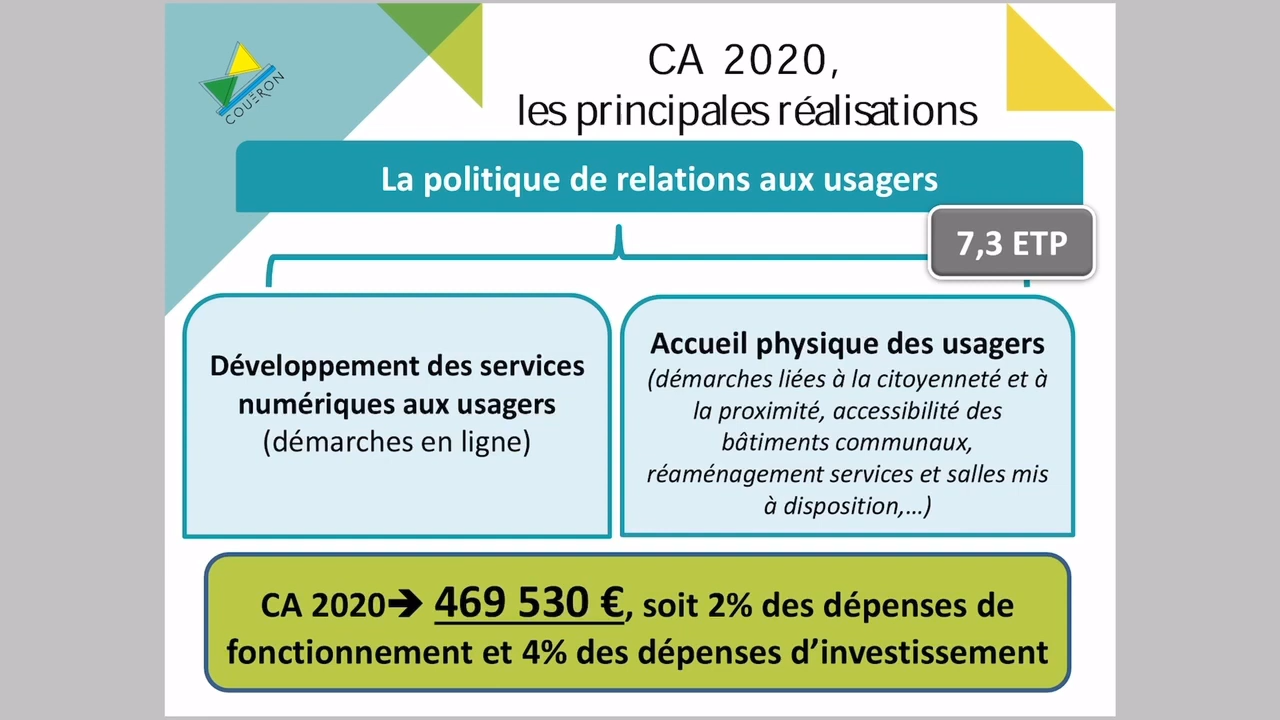 COUËRON
CA 2020,
les principales réalisations
La politique de relations aux usagers
7,3 ETP
Développement des services
numériques aux usagers
(démarches en ligne)
Accueil physique des usagers
(démarches liées à la citoyenneté et à
la proximité, accessibilité des
bâtiments communaux,
réaménagement services et salles mis
à disposition,...)
CA 2020➔ 469 530 €, soit 2% des dépenses de
fonctionnement et 4% des dépenses d’investissement